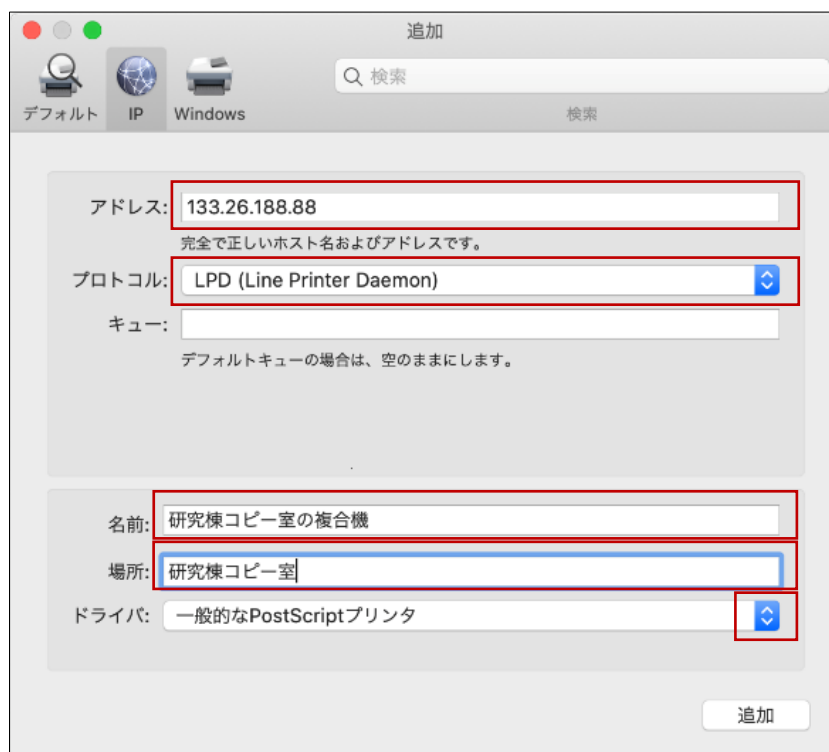 追加
検索
デフォルト IP Windows 検索
アドレス: 133.26.188.88
完全で正しいホスト名およびアドレスです。
プロトコル: LPD (Line Printer Daemon)
キュー:
デフォルトキューの場合は、空のままにします。
名前: 研究棟コピー室の複合機
場所: 研究棟コピー室
ドライバ: 一般的なPostScriptプリンタ
追加